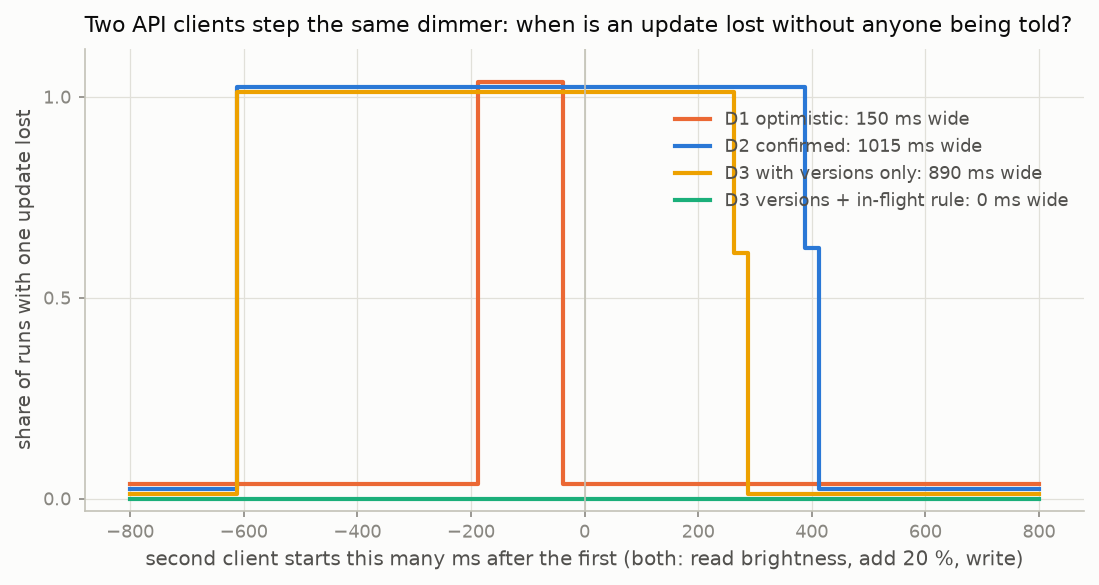 Two API clients step the same dimmer: when is an update lost without anyone being told?
share of runs with one update lost
1.0
0.5
0.0
D1 optimistic: 150 ms wide
D2 confirmed: 1015 ms wide
D3 with versions only: 890 ms wide
D3 versions + in-flight rule: 0 ms wide
−800 −600 −400 −200 0 200 400 600 800
second client starts this many ms after the first (both: read brightness, add 20 %, write)